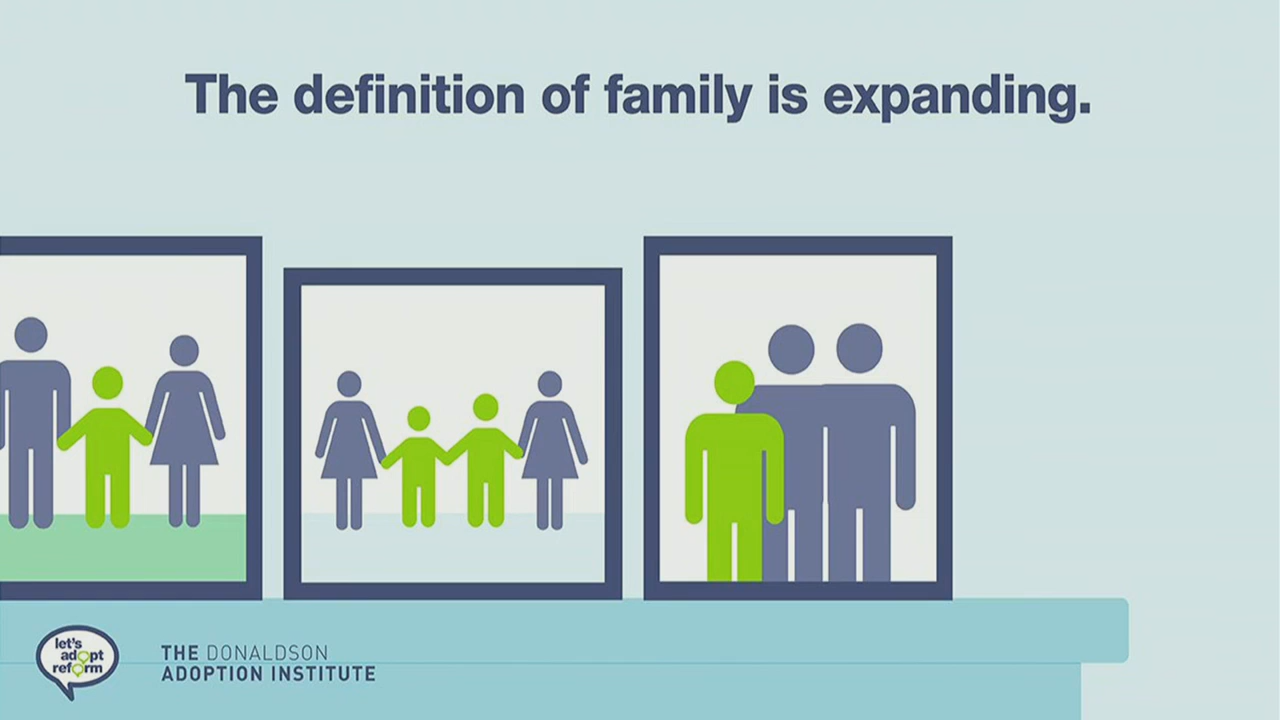 The definition of family is expanding.
let's
adopt
reform
THE DONALDSON
ADOPTION INSTITUTE